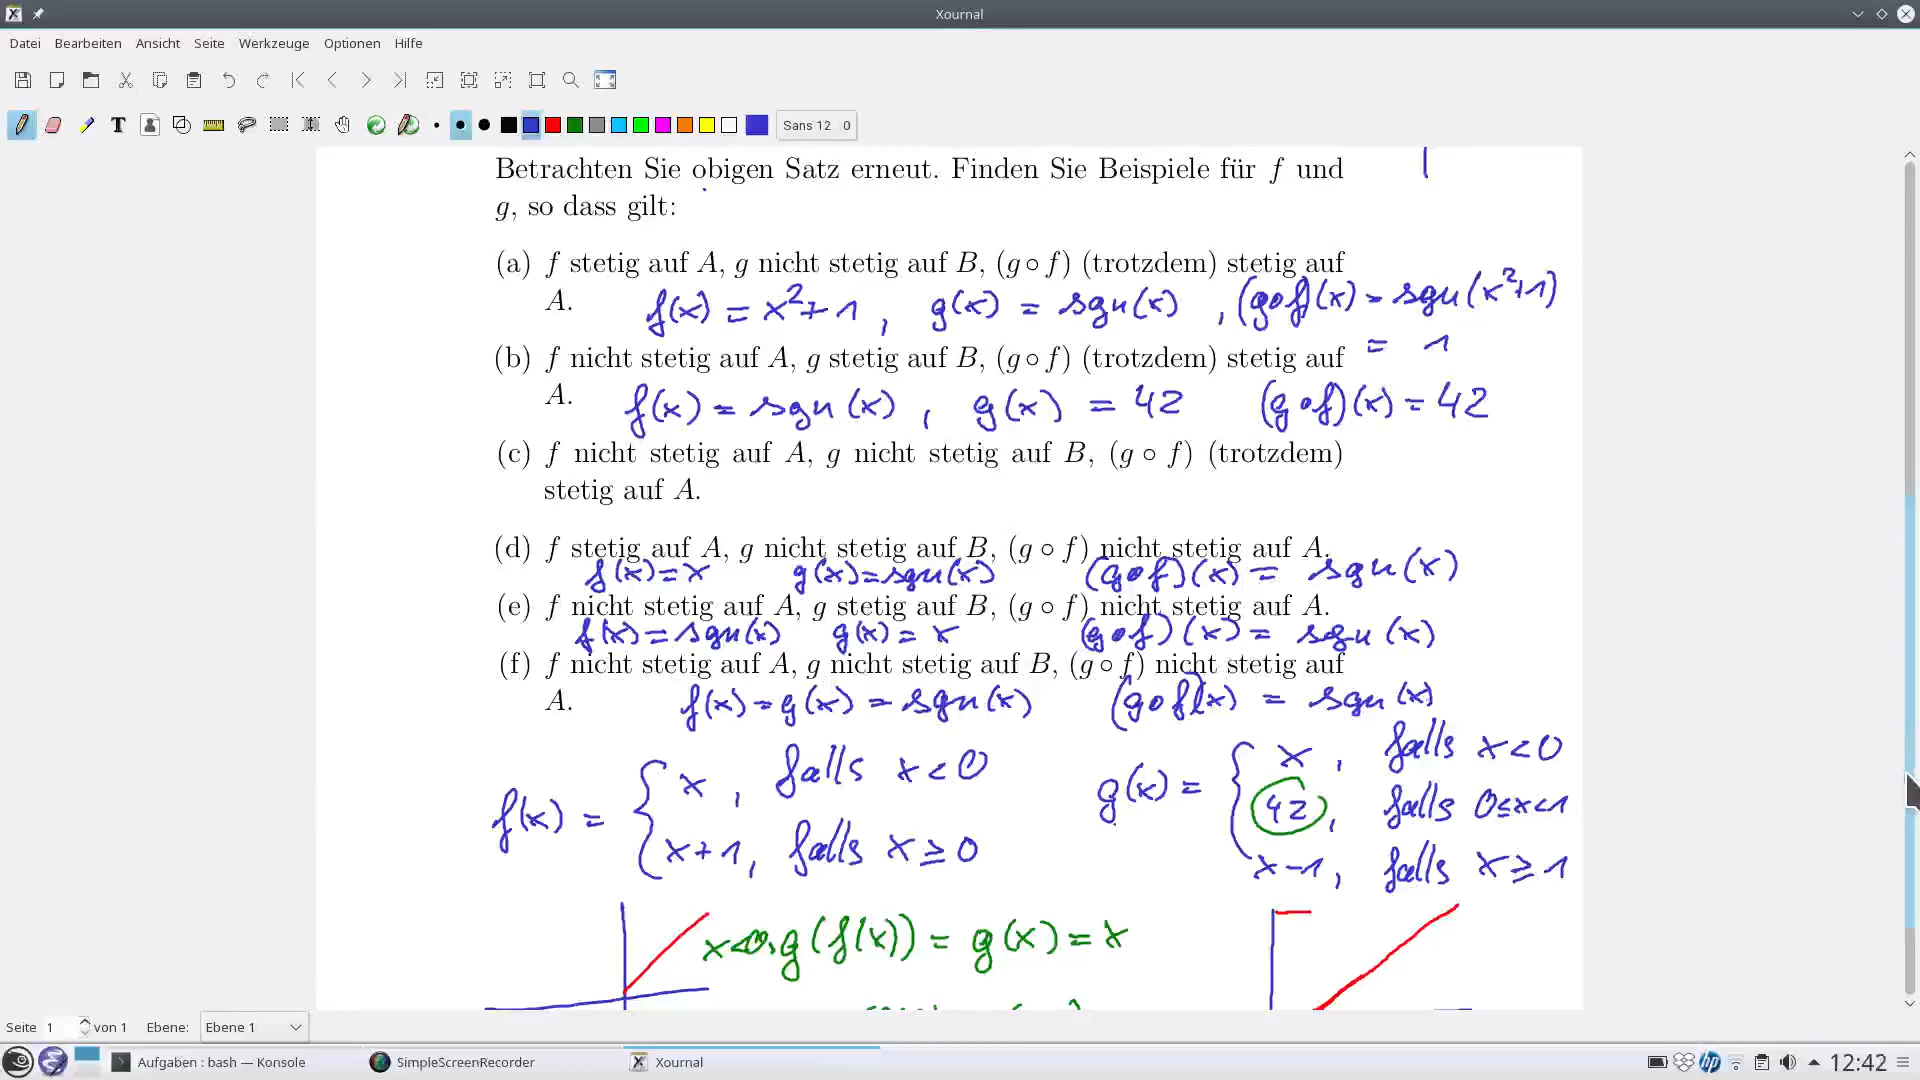 Xournal
Datei Bearbeiten Ansicht Seite Werkzeuge Optionen Hilfe
Sans 12 0
Betrachten Sie obigen Satz erneut. Finden Sie Beispiele für f und
g, so dass gilt:
(a) f stetig auf A, g nicht stetig auf B, (g ∘ f) (trotzdem) stetig auf
A. f(x) = x²+1, g(x) = sgn(x), (g∘f)(x) = sgn(x²+1)
= 1
(b) f nicht stetig auf A, g stetig auf B, (g ∘ f) (trotzdem) stetig auf
A. f(x) = sgn(x), g(x) = 42 (g∘f)(x) = 42
(c) f nicht stetig auf A, g nicht stetig auf B, (g ∘ f) (trotzdem)
stetig auf A.
(d) f stetig auf A, g nicht stetig auf B, (g ∘ f) nicht stetig auf A.
f(x)=x g(x)=sgn(x) (g∘f)(x) = sgn(x)
(e) f nicht stetig auf A, g stetig auf B, (g ∘ f) nicht stetig auf A.
f(x)=sgn(x) g(x)=x (g∘f)(x) = sgn(x)
(f) f nicht stetig auf A, g nicht stetig auf B, (g ∘ f) nicht stetig auf
A. f(x)=g(x)=sgn(x) (g∘f)(x) = sgn(x)
f(x) = { x, falls x<0
x+1, falls x≥0
g(x) = { x, falls x<0
42, falls 0≤x<1
x-1, falls x≥1
x<0: g(f(x)) = g(x) = x
Seite 1 von 1 Ebene: Ebene 1
Aufgaben : bash — Konsole SimpleScreenRecorder Xournal 12:42